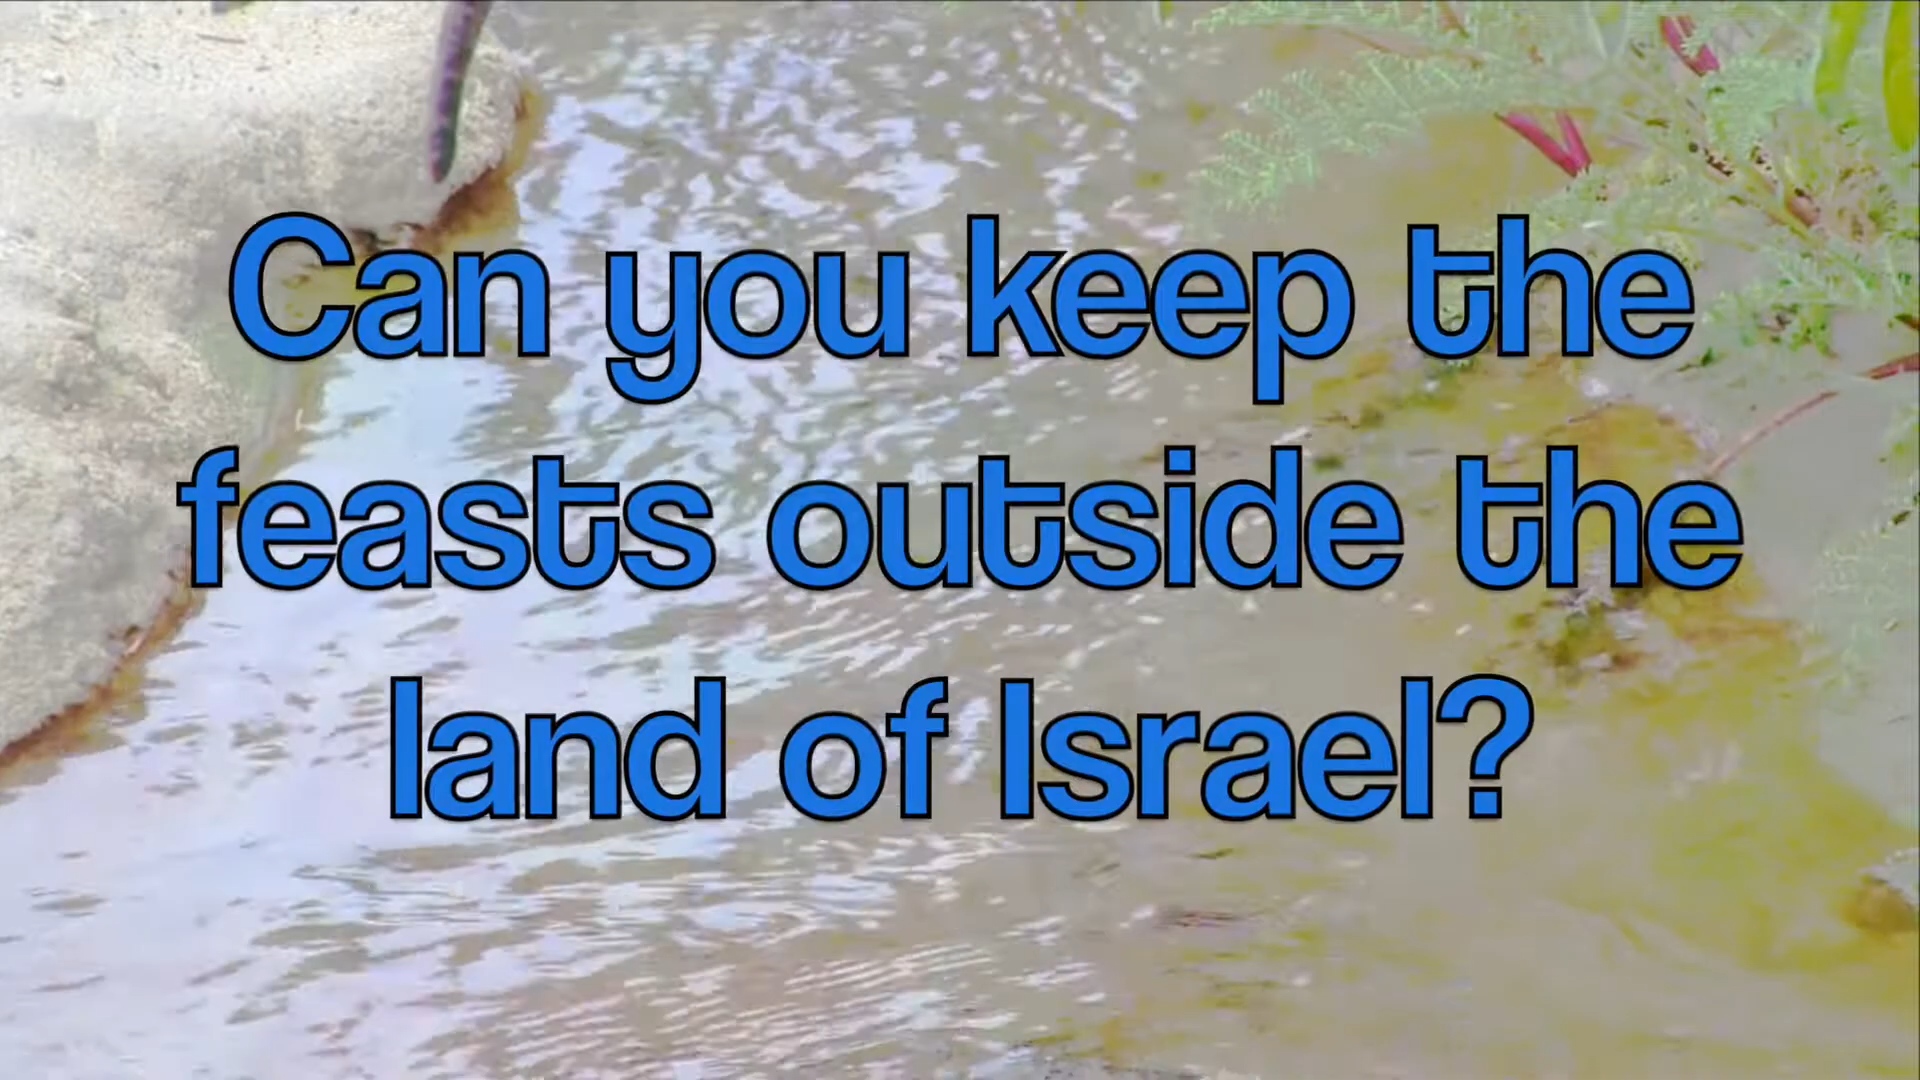 Can you keep the
feasts outside the
land of Israel?